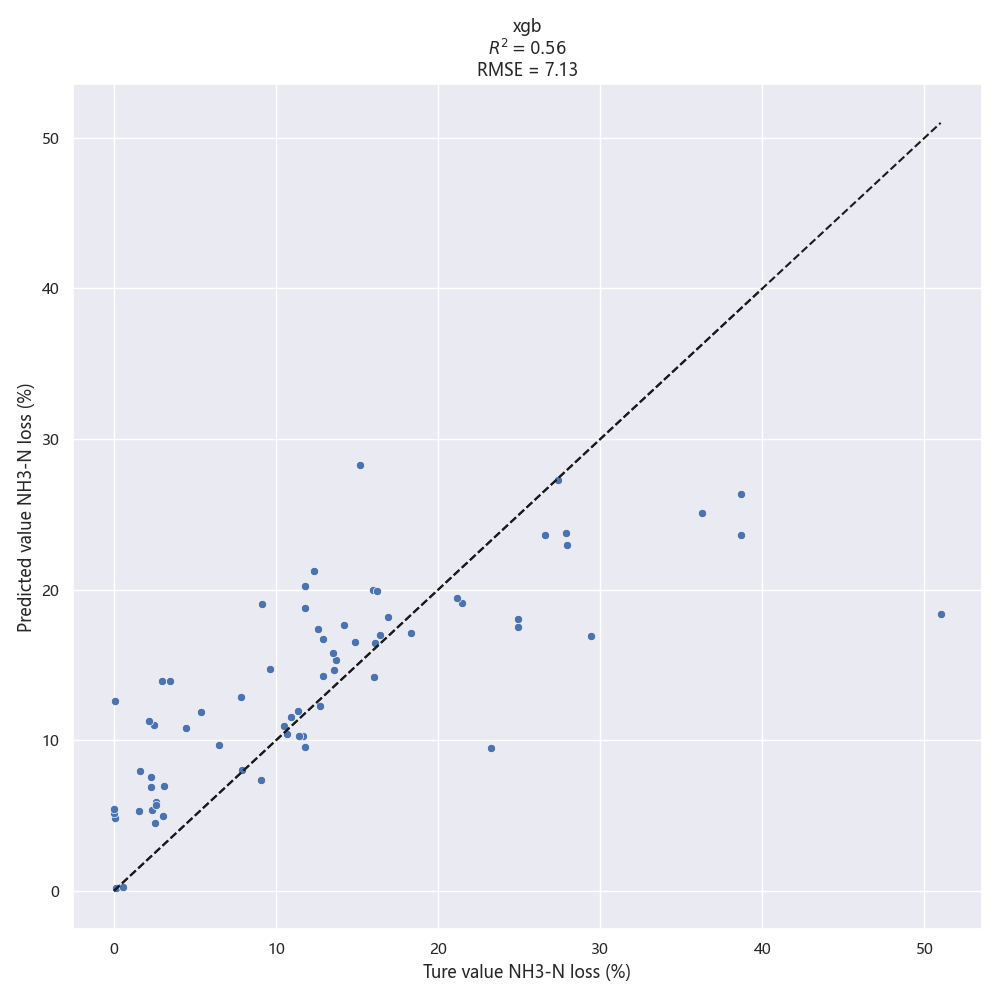 xgb
R² = 0.56
RMSE = 7.13
Predicted value NH3-N loss (%)
50
40
30
20
10
0
0 10 20 30 40 50
Ture value NH3-N loss (%)